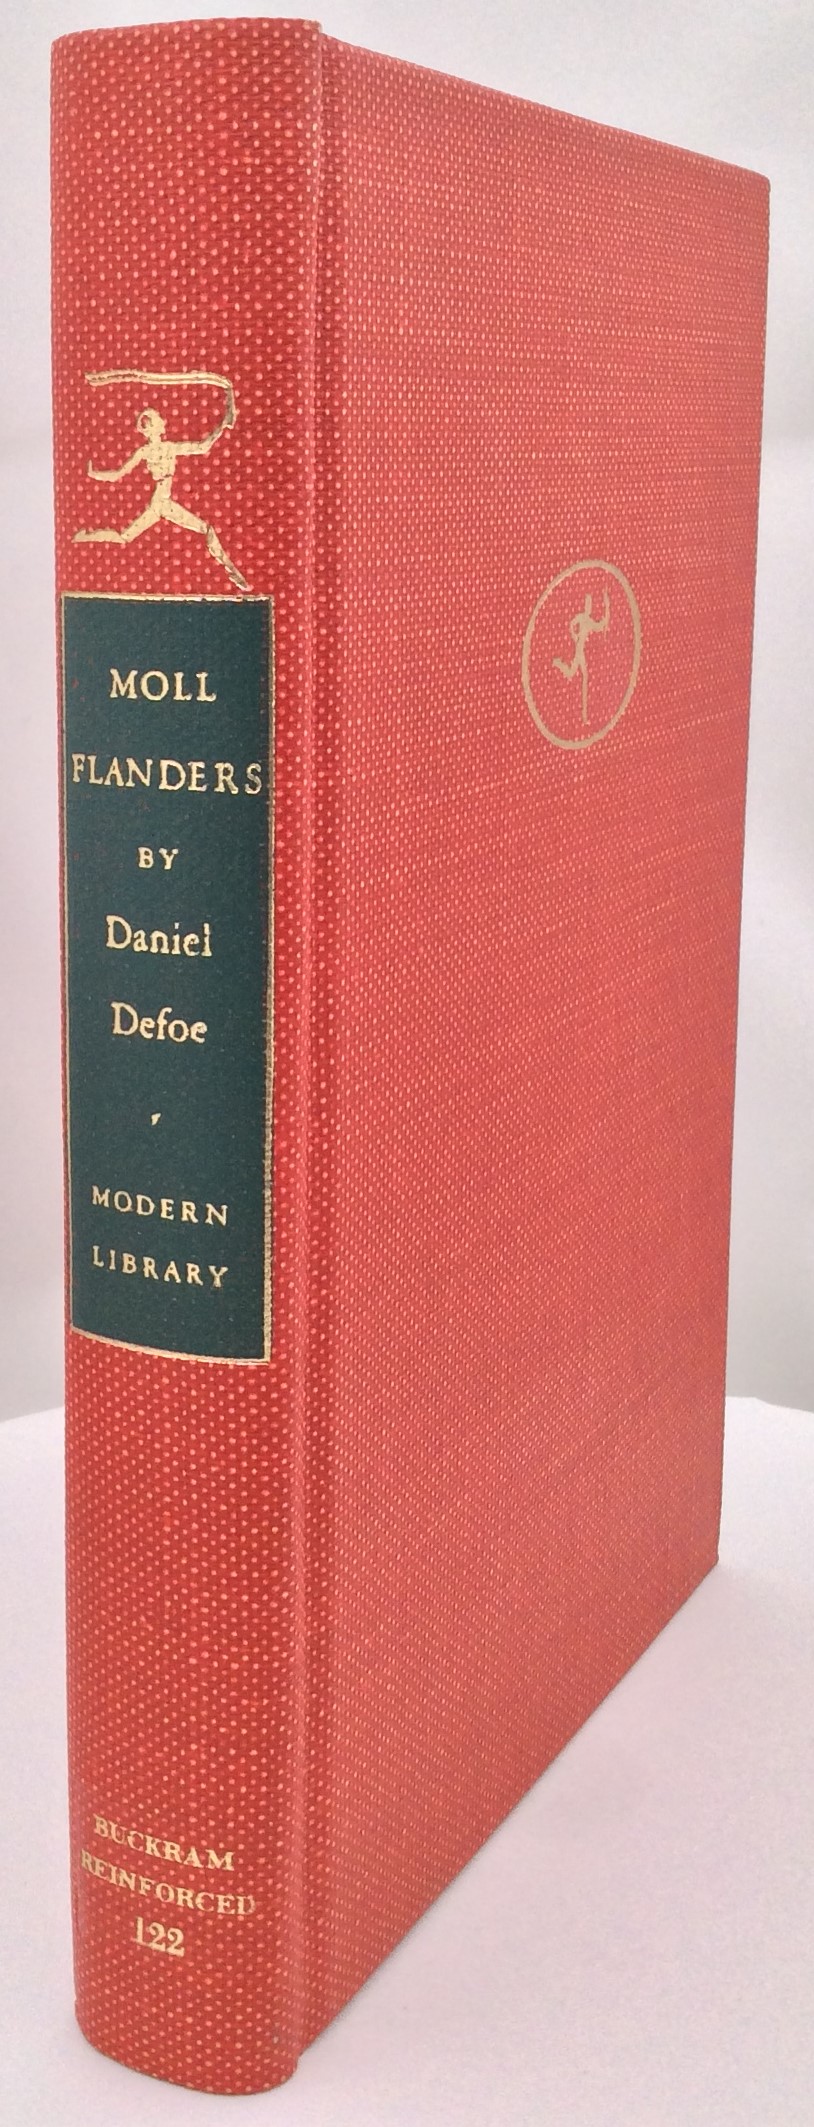 MOLL
FLANDERS
BY
Daniel
Defoe
MODERN
LIBRARY
BUCKRAM
REINFORCED
122